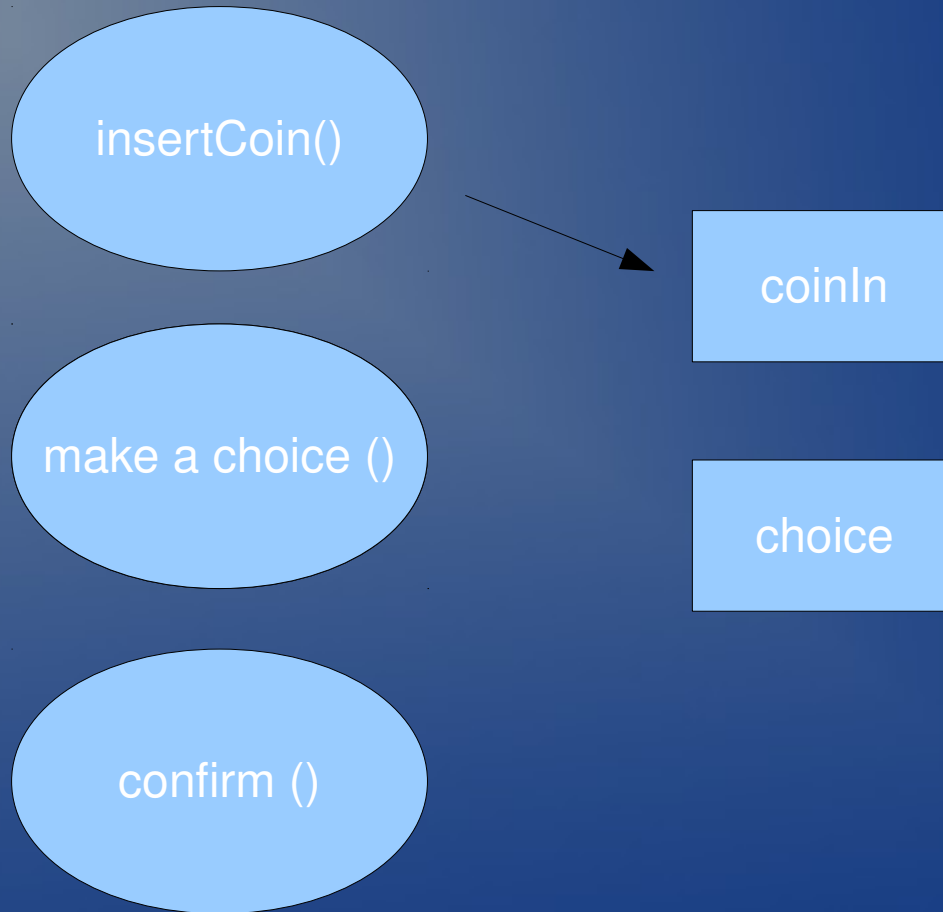 insertCoin()
coinIn
make a choice ()
choice
confirm ()